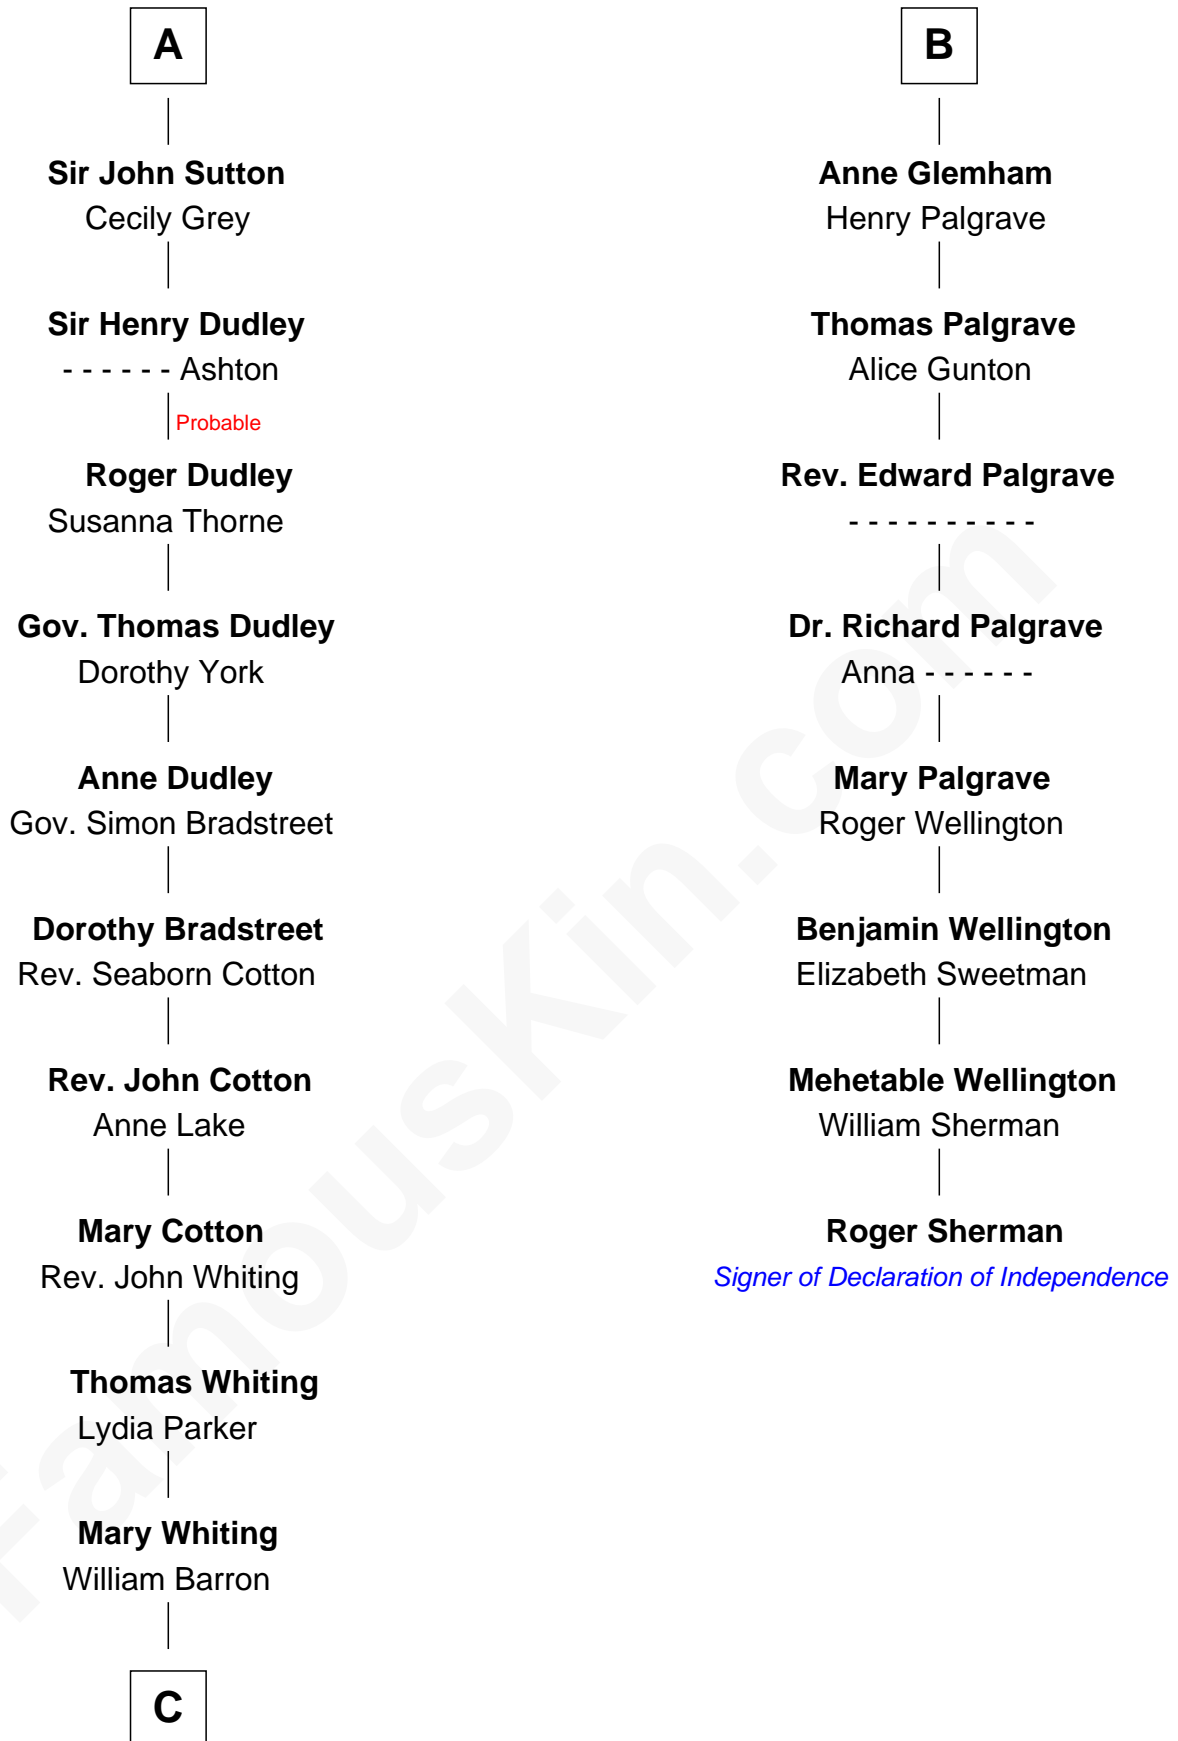 A
Sir John Sutton
Cecily Grey
Sir Henry Dudley
- - - - - - Ashton
Probable
Roger Dudley
Susanna Thorne
Gov. Thomas Dudley
Dorothy York
Anne Dudley
Gov. Simon Bradstreet
Dorothy Bradstreet
Rev. Seaborn Cotton
Rev. John Cotton
Anne Lake
Mary Cotton
Rev. John Whiting
Thomas Whiting
Lydia Parker
Mary Whiting
William Barron
C
B
Anne Glemham
Henry Palgrave
Thomas Palgrave
Alice Gunton
Rev. Edward Palgrave
- - - - - - - - - -
Dr. Richard Palgrave
Anna - - - - - -
Mary Palgrave
Roger Wellington
Benjamin Wellington
Elizabeth Sweetman
Mehetable Wellington
William Sherman
Roger Sherman
Signer of Declaration of Independence
FamousKin.com